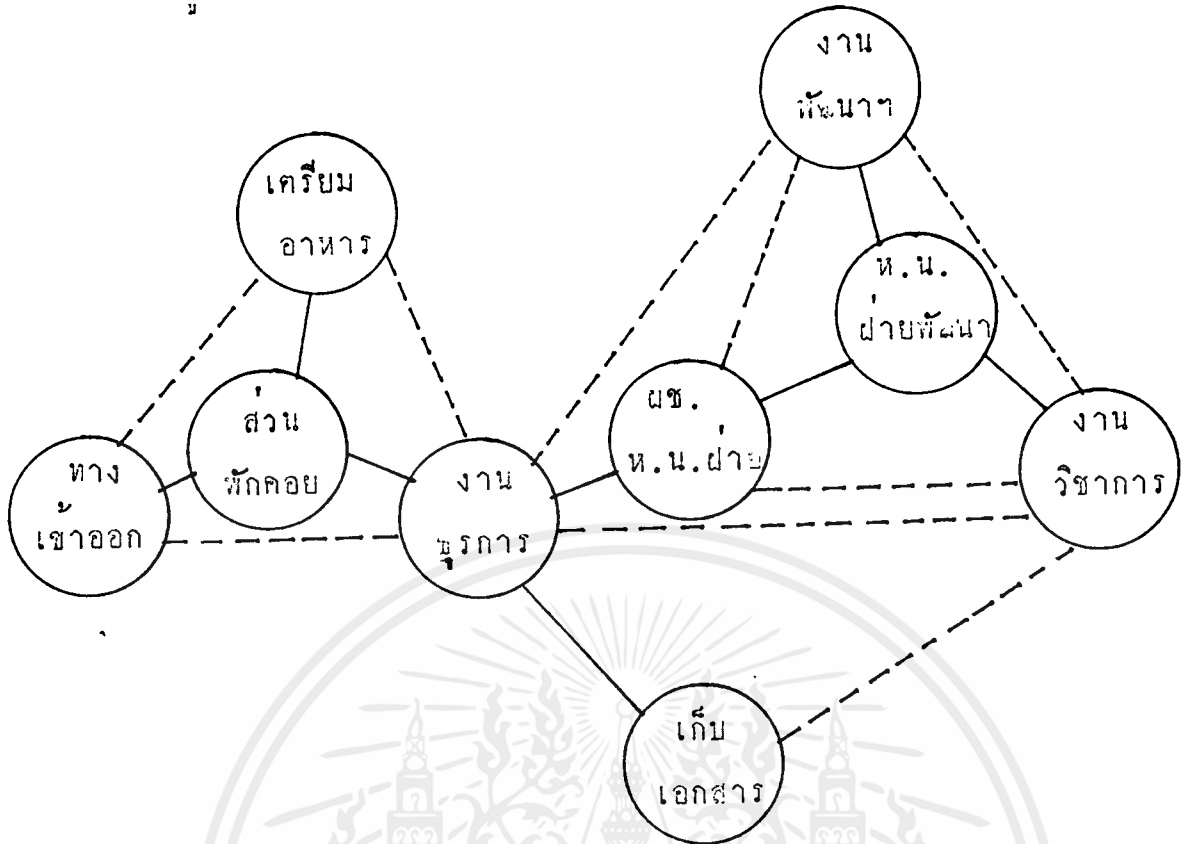 งาน
พัฒนาฯ
เตรียม
อาหาร
ห.น.
ฝ่ายพัฒนา
ผช.
ห.น.ฝ่าย
งาน
วิชาการ
ส่วน
พักคอย
ทาง
เข้าออก
งาน
ธุรการ
เก็บ
เอกสาร